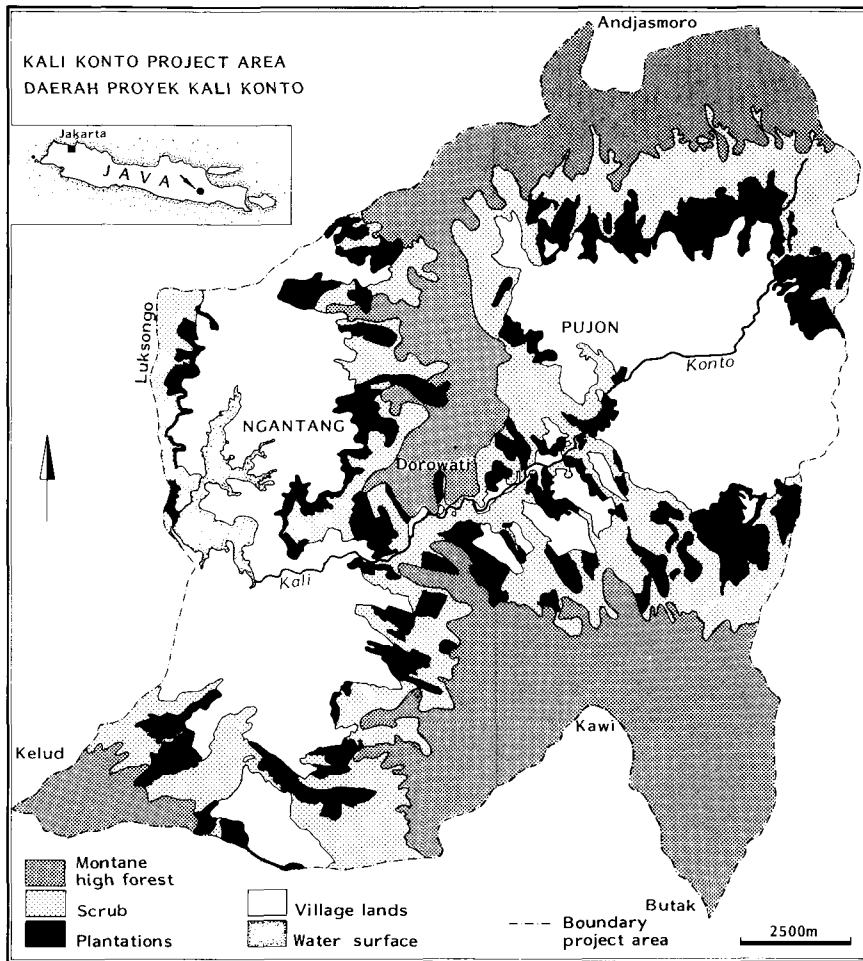 Andjasmoro
KALI KONTO PROJECT AREA
DAERAH PROYEK KALI KONTO
Jakarta
JAVA
Luksongo
PUJON
Konto
NGANTANG
Dorowati
Kali
Kelud
Kawi
Butak
Montane
high forest
Scrub
Plantations
Village lands
Water surface
Boundary
project area
2500m